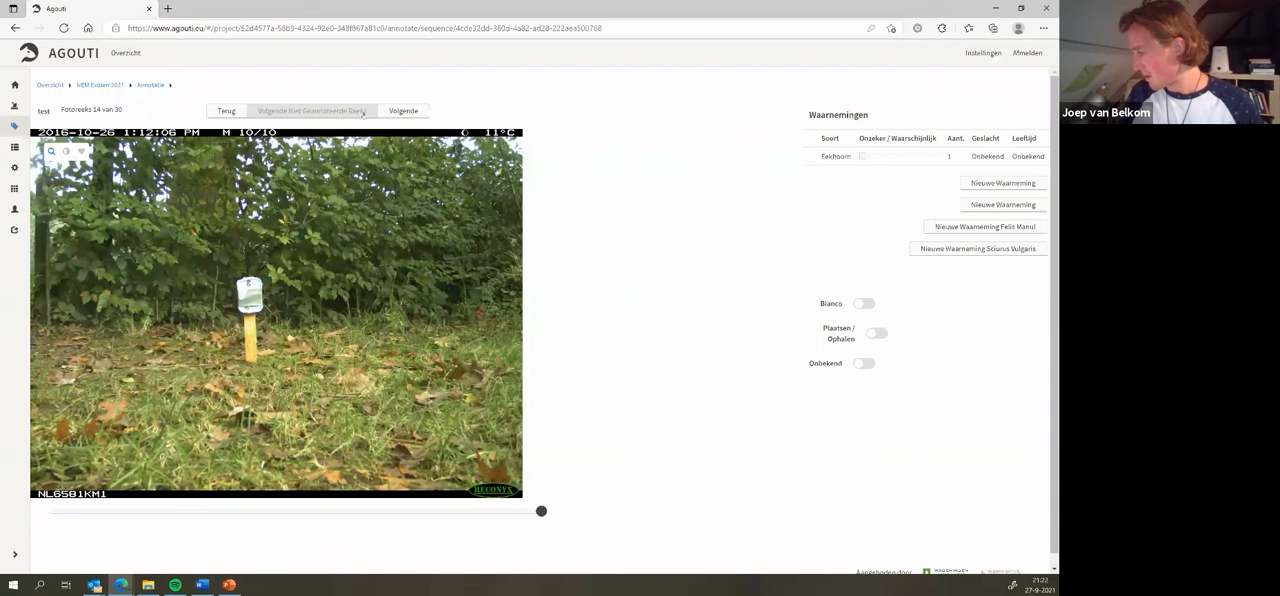 Agouti
https://www.agouti.eu/#/project/52d4577a-58b9-4324-92e0-348f867a81c0/annotate/sequence/4cde32dd-360d-4a82-ad28-222aea500768
AGOUTI
Overzicht
Instellingen
Afmelden
Overzicht
NEM Exoten 2021
Annotatie
test
Fotoreeks 14 van 30
Terug
Volgende Niet Geannoteerde Reeks
Volgende
2016-10-26 1:12:06 PM M 10/10 11°C
NL6581KM1
RECONYX
Waarnemingen
Soort Onzeker / Waarschijnlijk Aant. Geslacht Leeftijd
Eekhoorn 1 Onbekend Onbekend
Nieuwe Waarneming
Nieuwe Waarneming
Nieuwe Waarneming Felis Manul
Nieuwe Waarneming Sciurus Vulgaris
Blanco
Plaatsen /
Ophalen
Onbekend
Aangeboden door
Joep van Belkom
21:22
27-9-2021